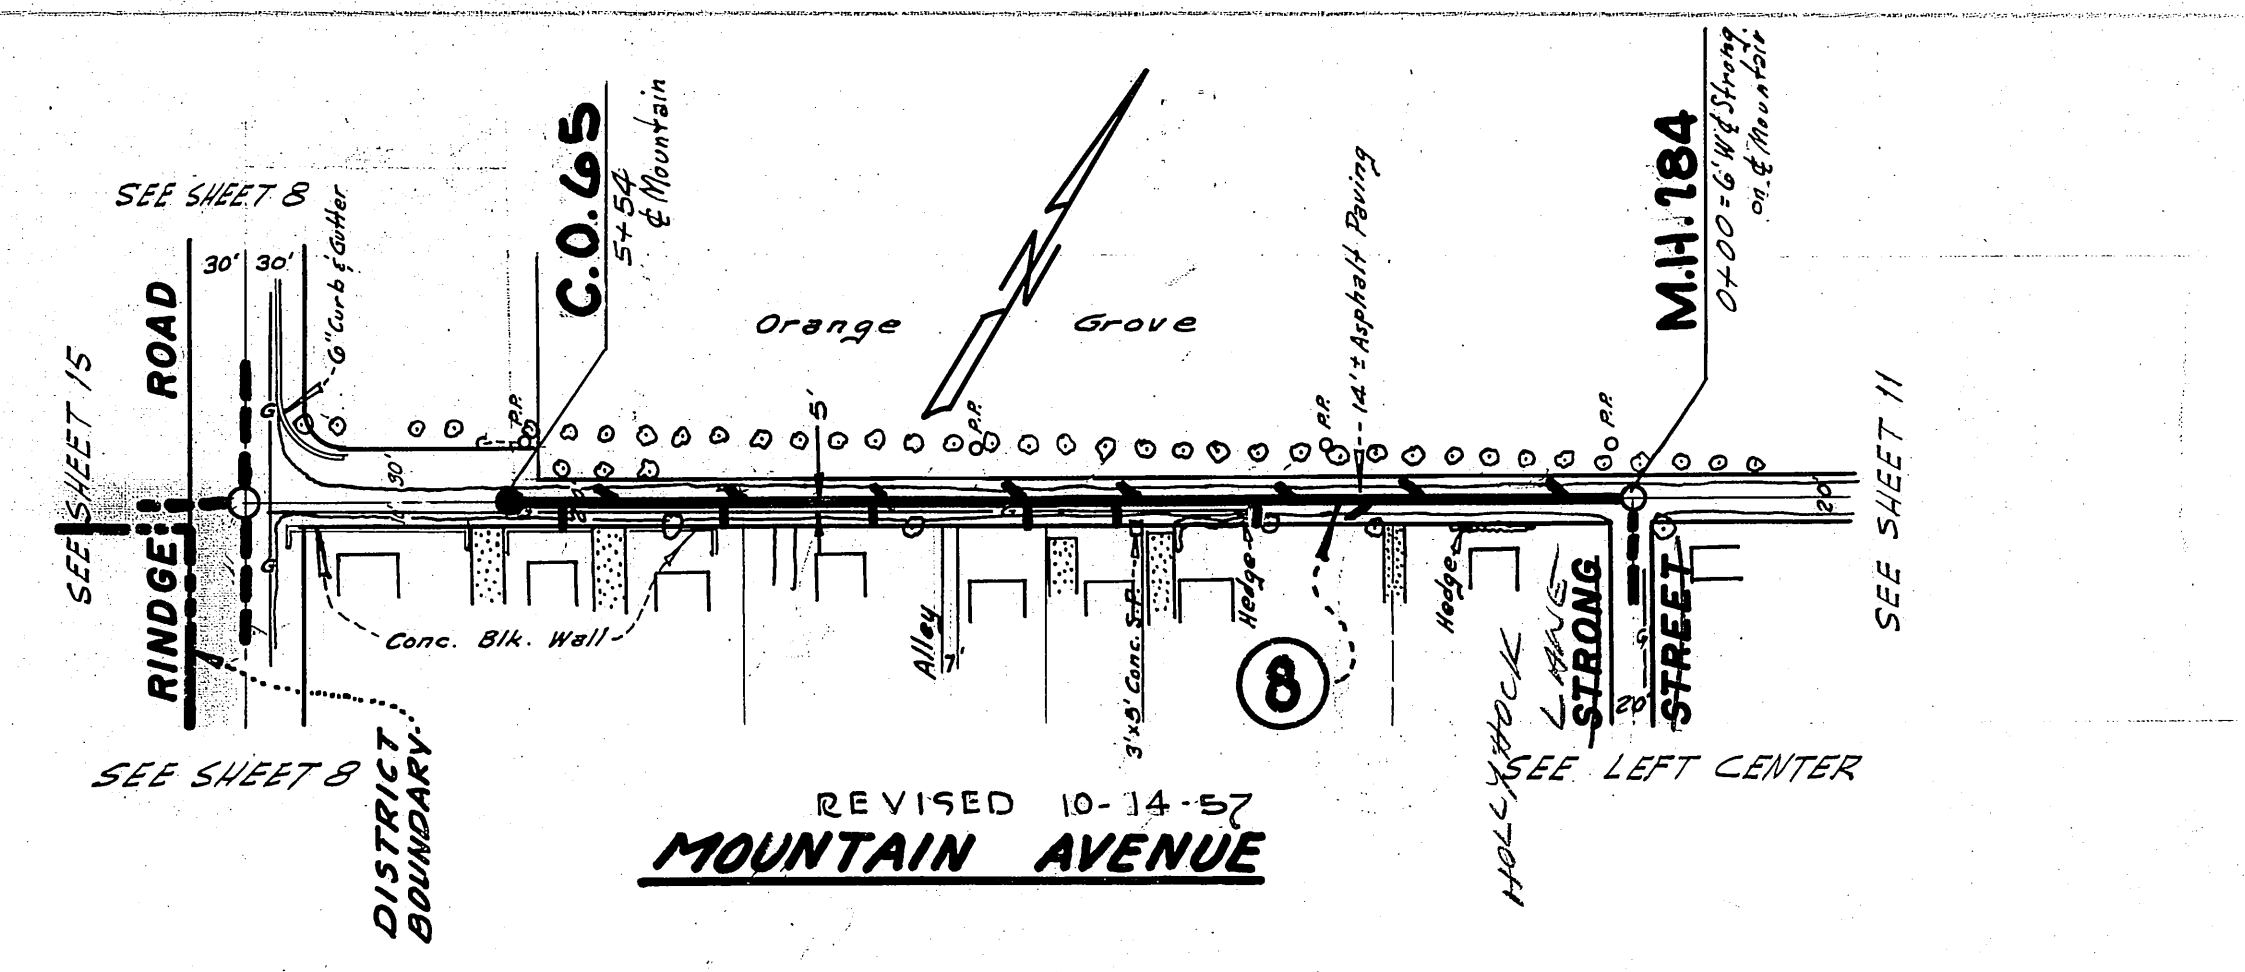 SEE SHEET 8
6" Curb & Gutter
30' 30'
RINDGE ROAD
SEE SHEET 15
C.O. 65
5+54
℄ Mountain
Orange Grove
14' ± Asphalt Paving
M.H. 184
0+00 = 6' W ℄ Strong
on ℄ Mountain
N
P.P.
P.P.
P.P.
P.P.
5'
G
30'
20'
SEE SHEET 11
G
G
G
Conc. Blk. Wall
Alley
7'
3'x5' Conc. S.P.
Hedge
8
Hedge
HOLLYHOCK LANE
STRONG STREET
20'
SEE SHEET 8
DISTRICT
BOUNDARY
SEE LEFT CENTER
REVISED 10-14-57
MOUNTAIN AVENUE